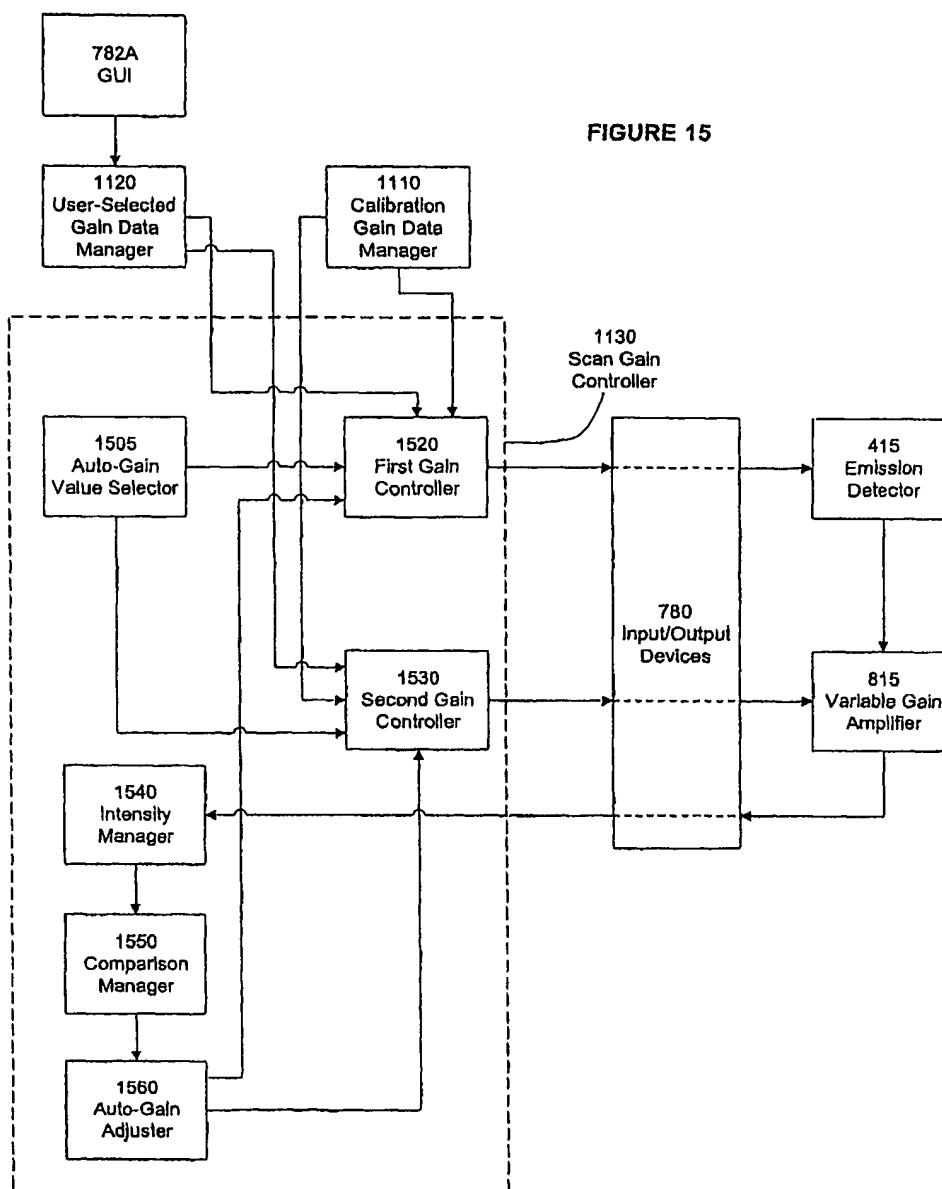 782A
GUI
FIGURE 15
1120
User-Selected
Gain Data
Manager
1110
Calibration
Gain Data
Manager
1130
Scan Gain
Controller
1505
Auto-Gain
Value Selector
1520
First Gain
Controller
415
Emission
Detector
780
Input/Output
Devices
1530
Second Gain
Controller
815
Variable Gain
Amplifier
1540
Intensity
Manager
1550
Comparison
Manager
1560
Auto-Gain
Adjuster